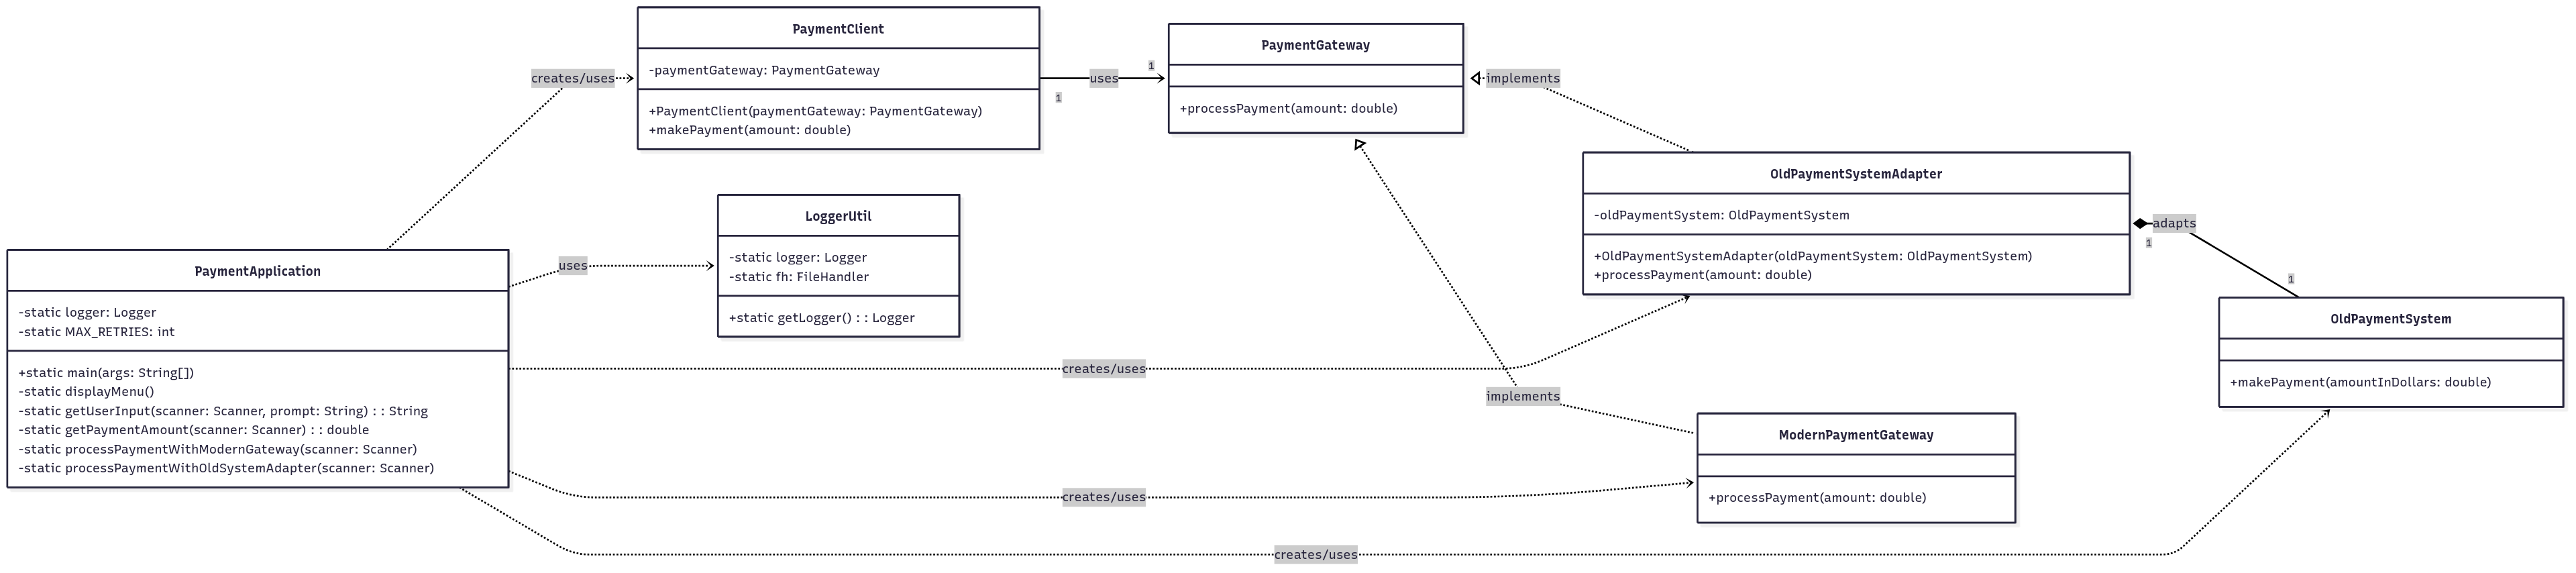 PaymentClient
-paymentGateway: PaymentGateway
+PaymentClient(paymentGateway: PaymentGateway)
+makePayment(amount: double)
creates/uses
uses
1
1
PaymentGateway
+processPayment(amount: double)
implements
OldPaymentSystemAdapter
-oldPaymentSystem: OldPaymentSystem
+OldPaymentSystemAdapter(oldPaymentSystem: OldPaymentSystem)
+processPayment(amount: double)
adapts
1
1
LoggerUtil
-static logger: Logger
-static fh: FileHandler
+static getLogger() : : Logger
uses
PaymentApplication
-static logger: Logger
-static MAX_RETRIES: int
+static main(args: String[])
-static displayMenu()
-static getUserInput(scanner: Scanner, prompt: String) : : String
-static getPaymentAmount(scanner: Scanner) : : double
-static processPaymentWithModernGateway(scanner: Scanner)
-static processPaymentWithOldSystemAdapter(scanner: Scanner)
creates/uses
implements
OldPaymentSystem
+makePayment(amountInDollars: double)
ModernPaymentGateway
+processPayment(amount: double)
creates/uses
creates/uses